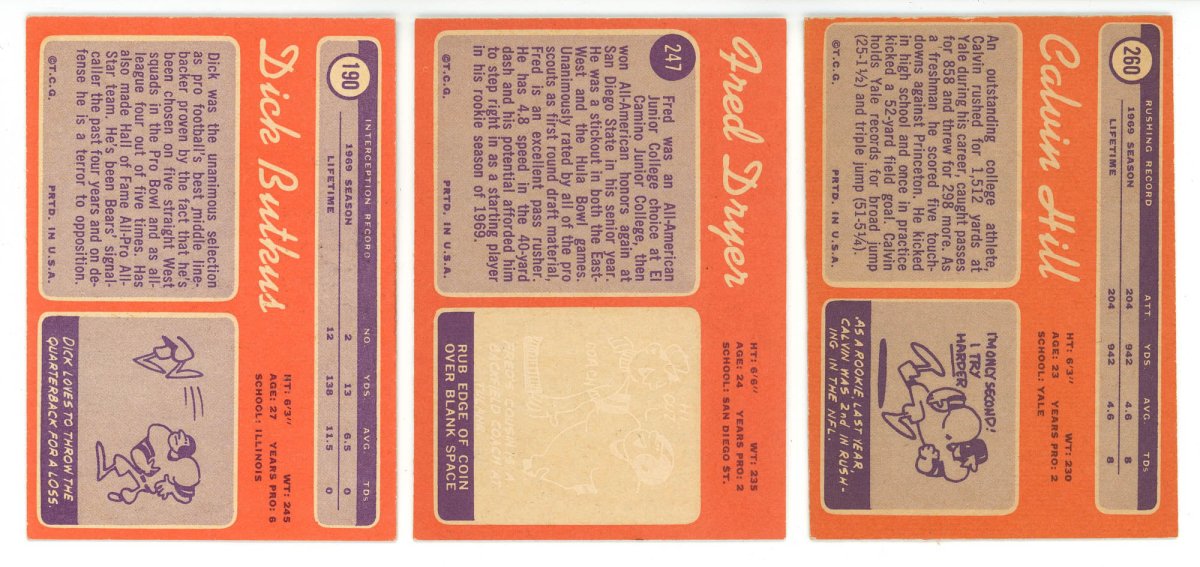 190
INTERCEPTION RECORD NO. YDS AVG TDs
1969 SEASON 2 13 6.5 0
LIFETIME 12 138 11.5 0
Dick Butkus
HT: 6'3" WT: 245
AGE: 27 YEARS PRO: 6
SCHOOL: ILLINOIS
Dick was the unanimous selection
as pro football's best middle line-
backer proven by the fact that he's
been chosen on five straight West
squads in the Pro Bowl and as all-
league four out of five times. Has
also made Hall of Fame All-Pro All-
Star team. He's been Bears' signal-
caller the past four years and on de-
fense he is a terror to opposition.
©T.C.G. PRTD. IN U.S.A.
DICK LOVES TO THROW THE
QUARTERBACK FOR A LOSS.
247
Fred Dryer
HT: 6'6" WT: 235
AGE: 24 YEARS PRO: 2
SCHOOL: SAN DIEGO ST.
Fred was an All-American
Junior College choice at El
Camino Junior College, then
won All-American honors again at
San Diego State in his senior year.
He was a stickout in both the East-
West and the Hula Bowl games.
Unanimously rated by all of the pro
scouts as first round draft material,
Fred is an excellent pass rusher.
He has 4.8 speed in the 40-yard
dash and his potential afforded him
to step right in as a starting player
in his rookie season of 1969.
©T.C.G. PRTD. IN U.S.A.
RUB EDGE OF COIN
OVER BLANK SPACE
260
RUSHING RECORD ATT. YDS AVG TDs
1969 SEASON 204 942 4.6 8
LIFETIME 204 942 4.6 8
Calvin Hill
HT: 6'3" WT: 230
AGE: 23 YEARS PRO: 2
SCHOOL: YALE
An outstanding college athlete,
Calvin rushed for 1,512 yards at
Yale during his career, caught passes
for 858 and threw for 298 more. As
a freshman he scored five touch-
downs against Princeton. He kicked
in high school and once in practice
kicked a 52-yard field goal. Calvin
holds Yale records for broad jump
(25-1½) and triple jump (51-5¼).
©T.C.G. PRTD. IN U.S.A.
I'M ONLY SECOND!
I TRY
HARDER
AS A ROOKIE, LAST YEAR,
CALVIN WAS 2nd IN RUSH-
ING IN THE NFL.